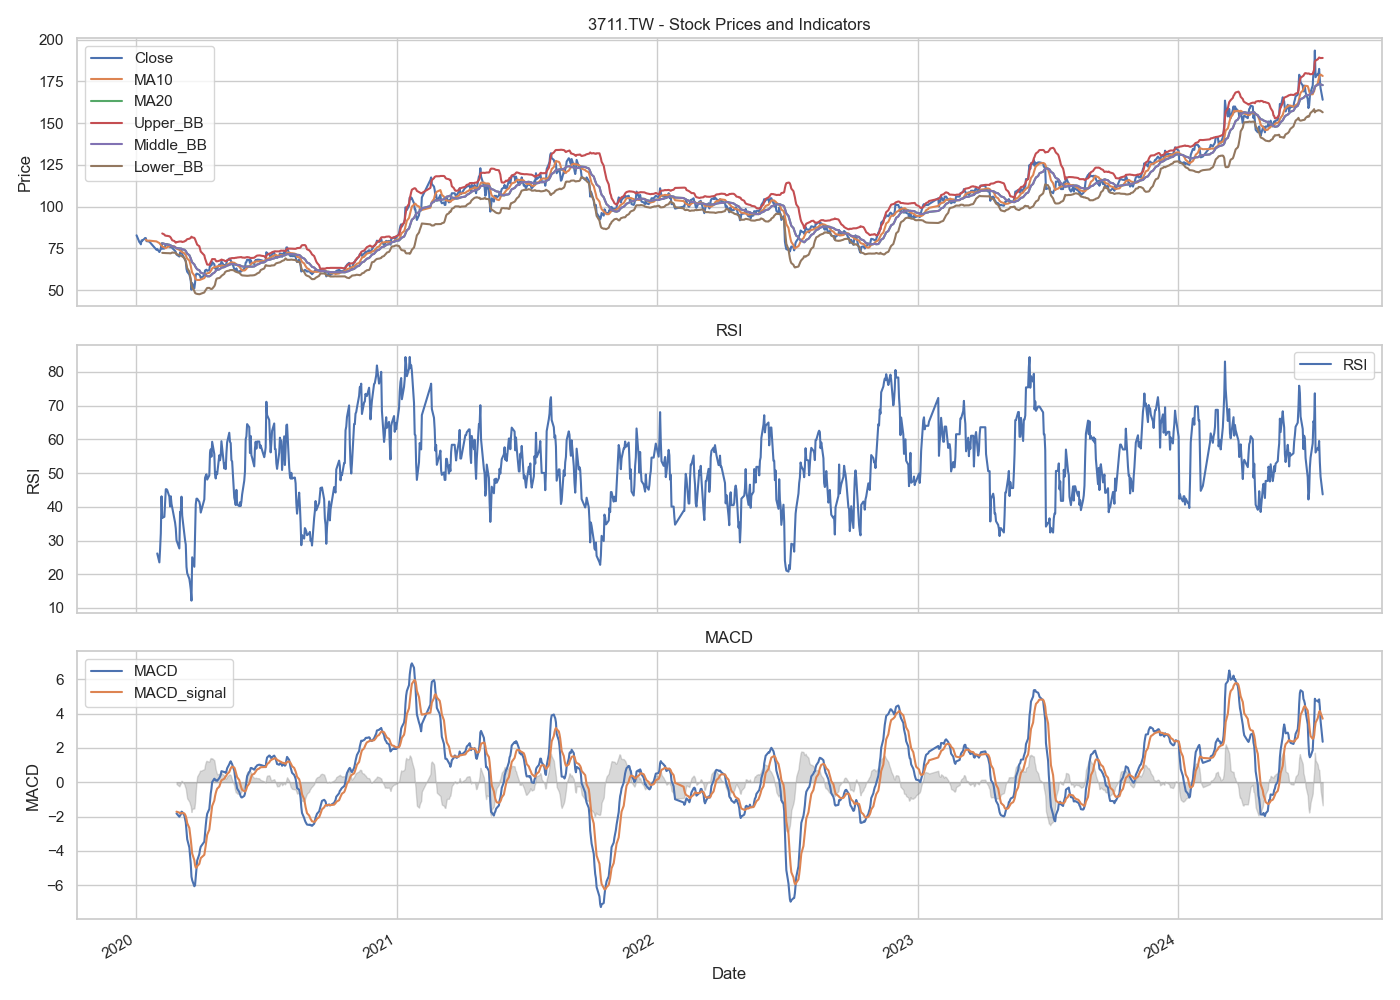 3711.TW - Stock Prices and Indicators
200
175
150
125
100
75
50
Price
Close
MA10
MA20
Upper_BB
Middle_BB
Lower_BB
RSI
80
70
60
50
40
30
20
10
RSI
RSI
MACD
6
4
2
0
−2
−4
−6
MACD
MACD
MACD_signal
2020
2021
2022
2023
2024
Date